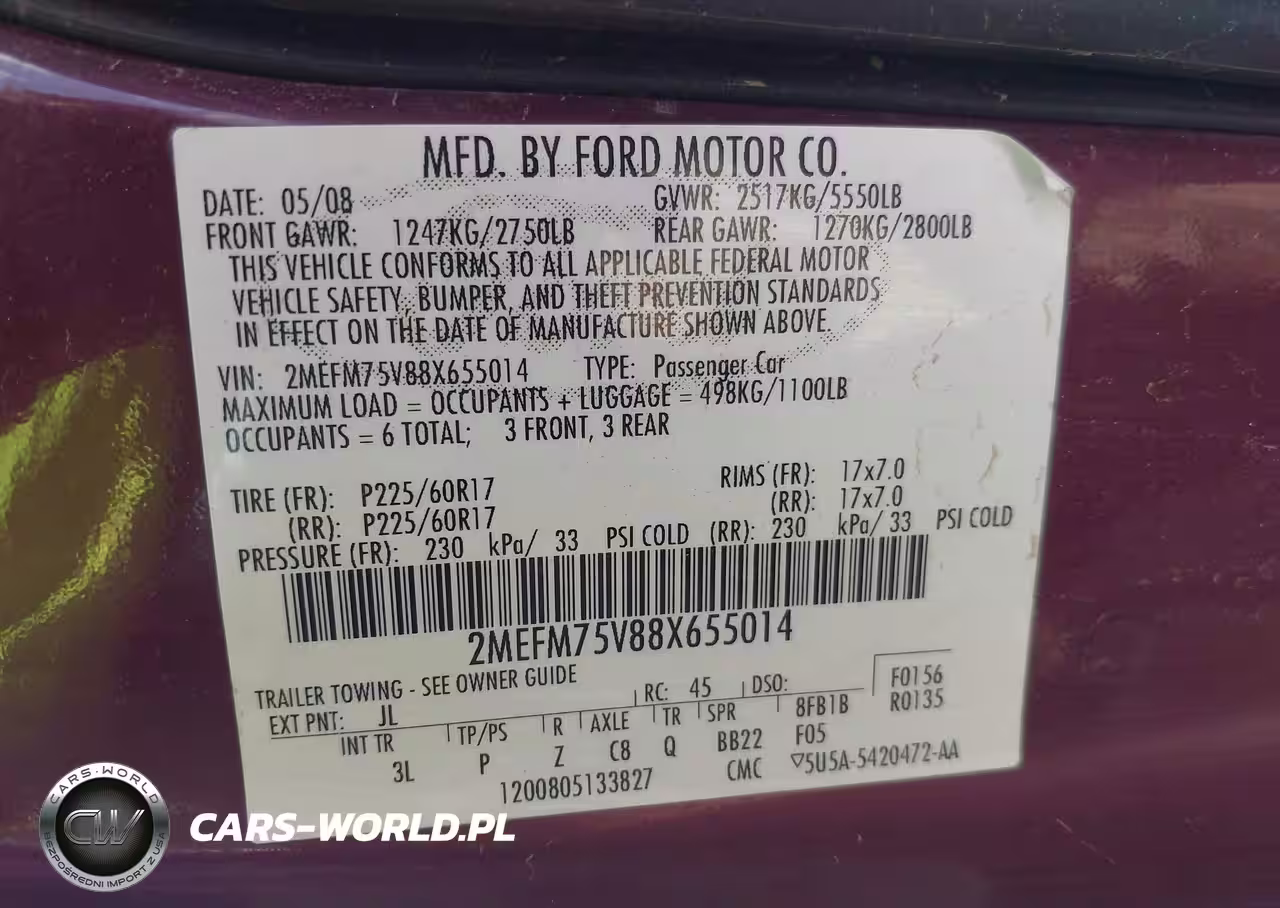 MFD. BY FORD MOTOR CO.
DATE: 05/08 GVWR: 2517KG/5550LB
FRONT GAWR: 1247KG/2750LB REAR GAWR: 1270KG/2800LB
THIS VEHICLE CONFORMS TO ALL APPLICABLE FEDERAL MOTOR
VEHICLE SAFETY, BUMPER, AND THEFT PREVENTION STANDARDS
IN EFFECT ON THE DATE OF MANUFACTURE SHOWN ABOVE.
VIN: 2MEFM75V88X655014 TYPE: Passenger Car
MAXIMUM LOAD = OCCUPANTS + LUGGAGE = 498KG/1100LB
OCCUPANTS = 6 TOTAL; 3 FRONT, 3 REAR
TIRE (FR): P225/60R17 RIMS (FR): 17x7.0
(RR): P225/60R17 (RR): 17x7.0
PRESSURE (FR): 230 kPa/ 33 PSI COLD (RR): 230 kPa/ 33 PSI COLD
2MEFM75V88X655014
TRAILER TOWING - SEE OWNER GUIDE
EXT PNT: JL RC: 45 DSO: F0156
INT TR TP/PS R AXLE TR SPR 8FB1B R0135
3L P Z C8 Q BB22 F05
1200805133827 CMC ▽5U5A-5420472-AA
CARS-WORLD
CW
BEZPOŚREDNI IMPORT Z USA
CARS-WORLD.PL